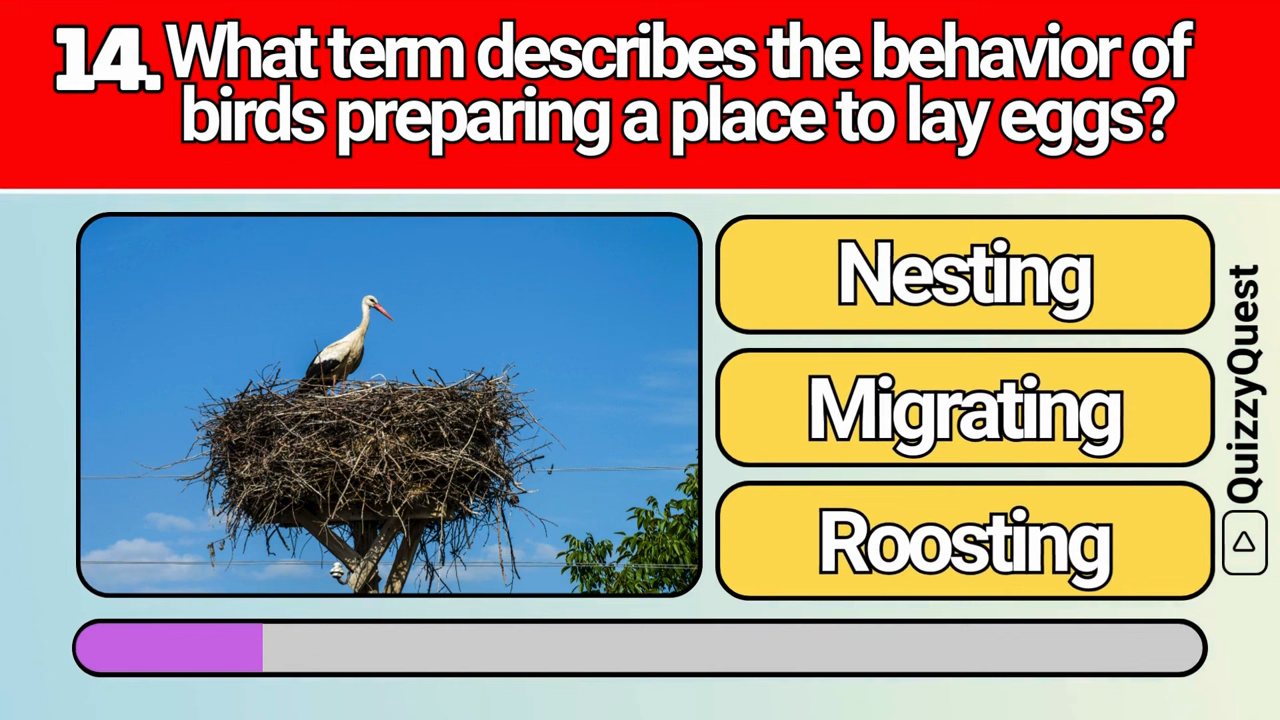 14. What term describes the behavior of
birds preparing a place to lay eggs?
Nesting
Migrating
Roosting
QuizzyQuest